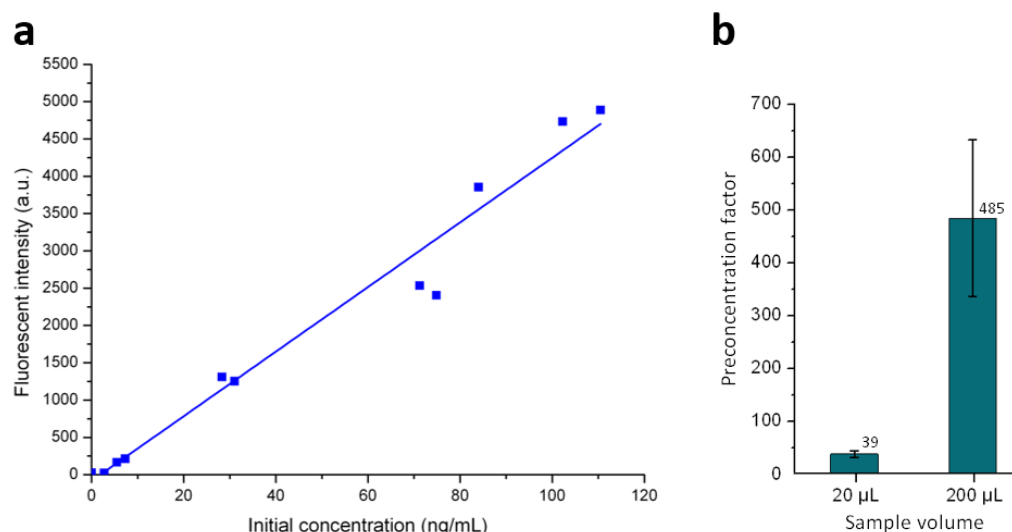 a
5500
5000
4500
4000
3500
3000
2500
2000
1500
1000
500
0
Fluorescent intensity (a.u.)
0 20 40 60 80 100 120
Initial concentration (ng/mL)
b
700
600
500
400
300
200
100
0
Preconcentration factor
485
39
20 µL 200 µL
Sample volume